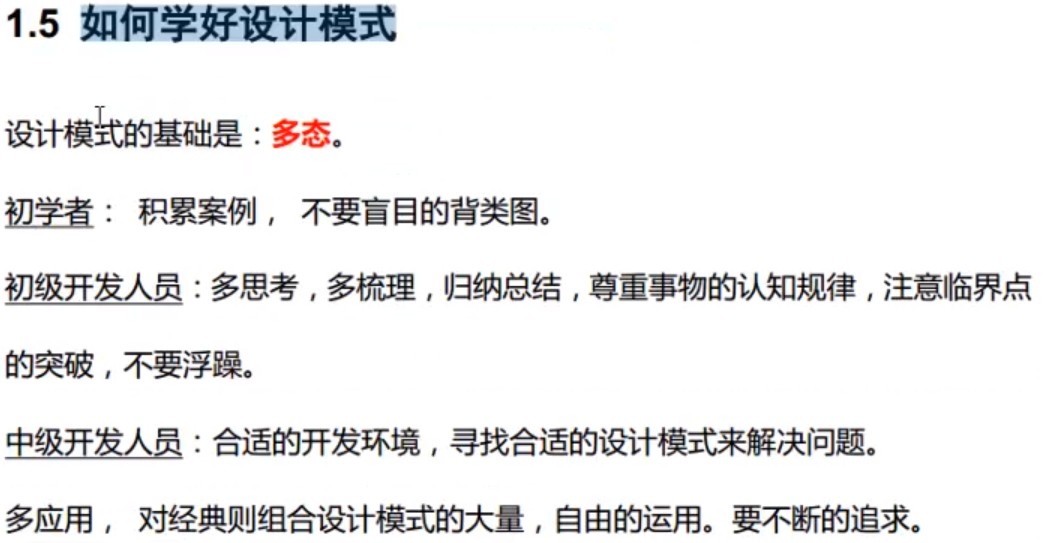 1.5 如何学好设计模式
设计模式的基础是：多态。
初学者： 积累案例， 不要盲目的背类图。
初级开发人员：多思考，多梳理，归纳总结，尊重事物的认知规律，注意临界点
的突破，不要浮躁。
中级开发人员：合适的开发环境，寻找合适的设计模式来解决问题。
多应用， 对经典则组合设计模式的大量，自由的运用。要不断的追求。